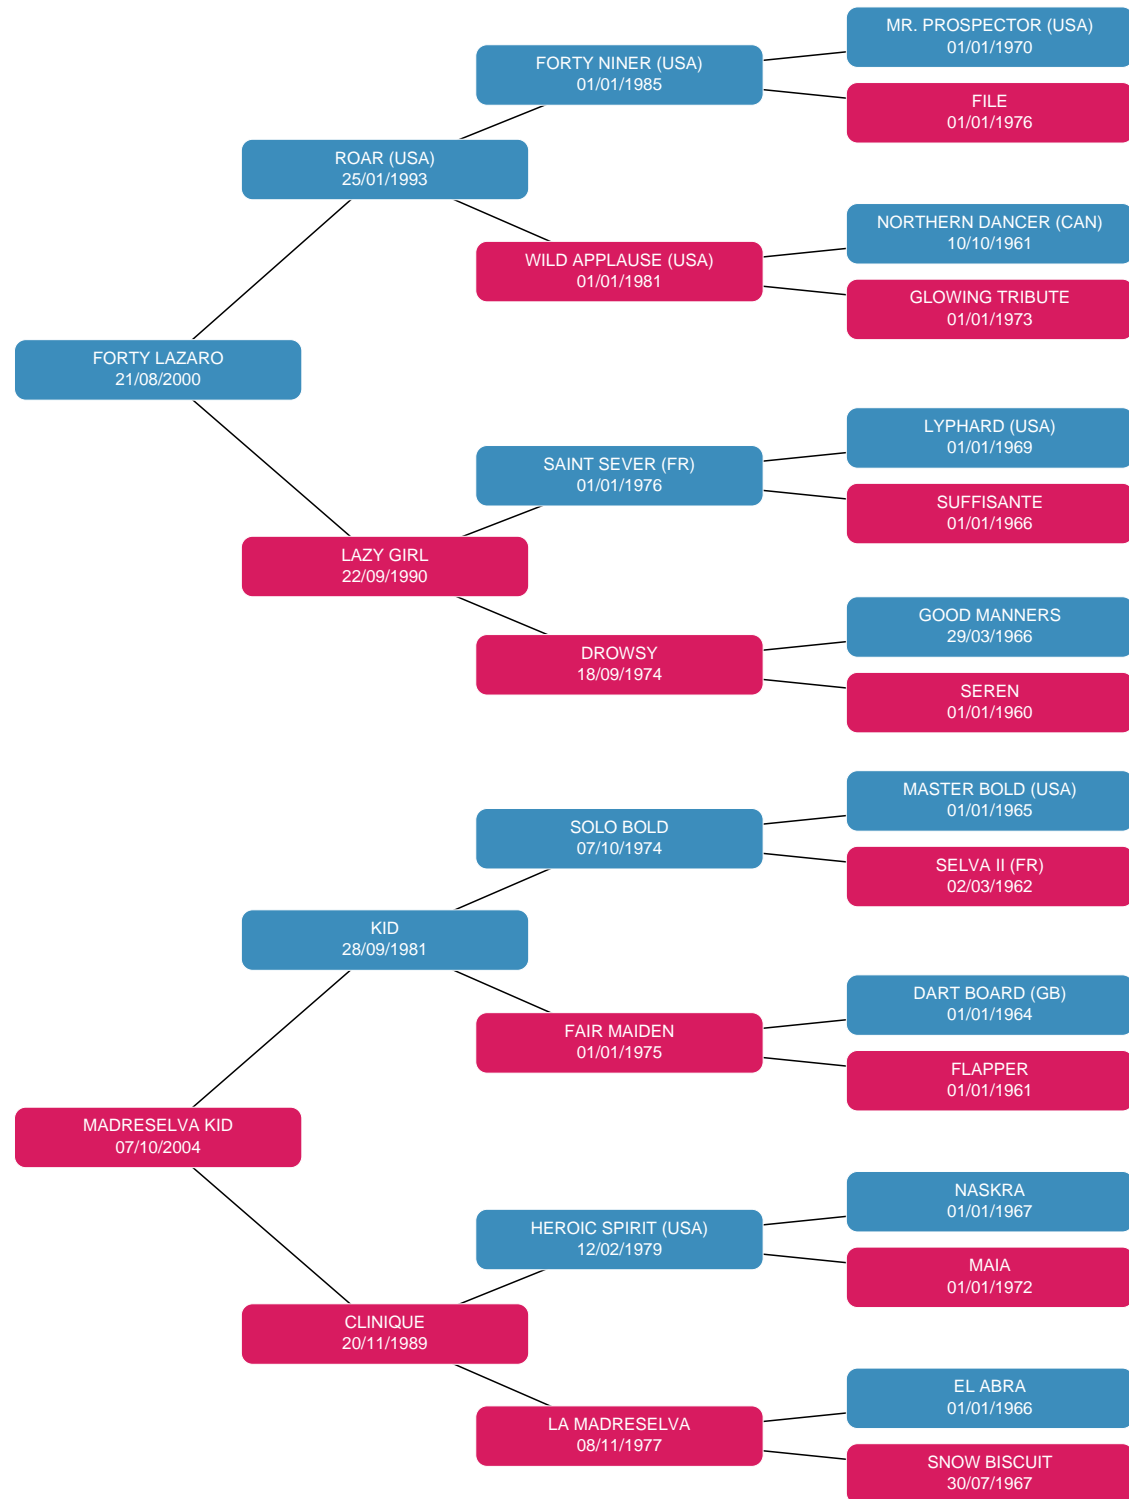 MR. PROSPECTOR (USA)
01/01/1970
FORTY NINER (USA)
01/01/1985
FILE
01/01/1976
ROAR (USA)
25/01/1993
NORTHERN DANCER (CAN)
10/10/1961
WILD APPLAUSE (USA)
01/01/1981
GLOWING TRIBUTE
01/01/1973
FORTY LAZARO
21/08/2000
LYPHARD (USA)
01/01/1969
SAINT SEVER (FR)
01/01/1976
SUFFISANTE
01/01/1966
LAZY GIRL
22/09/1990
GOOD MANNERS
29/03/1966
DROWSY
18/09/1974
SEREN
01/01/1960
MASTER BOLD (USA)
01/01/1965
SOLO BOLD
07/10/1974
SELVA II (FR)
02/03/1962
KID
28/09/1981
DART BOARD (GB)
01/01/1964
FAIR MAIDEN
01/01/1975
FLAPPER
01/01/1961
MADRESELVA KID
07/10/2004
NASKRA
01/01/1967
HEROIC SPIRIT (USA)
12/02/1979
MAIA
01/01/1972
CLINIQUE
20/11/1989
EL ABRA
01/01/1966
LA MADRESELVA
08/11/1977
SNOW BISCUIT
30/07/1967